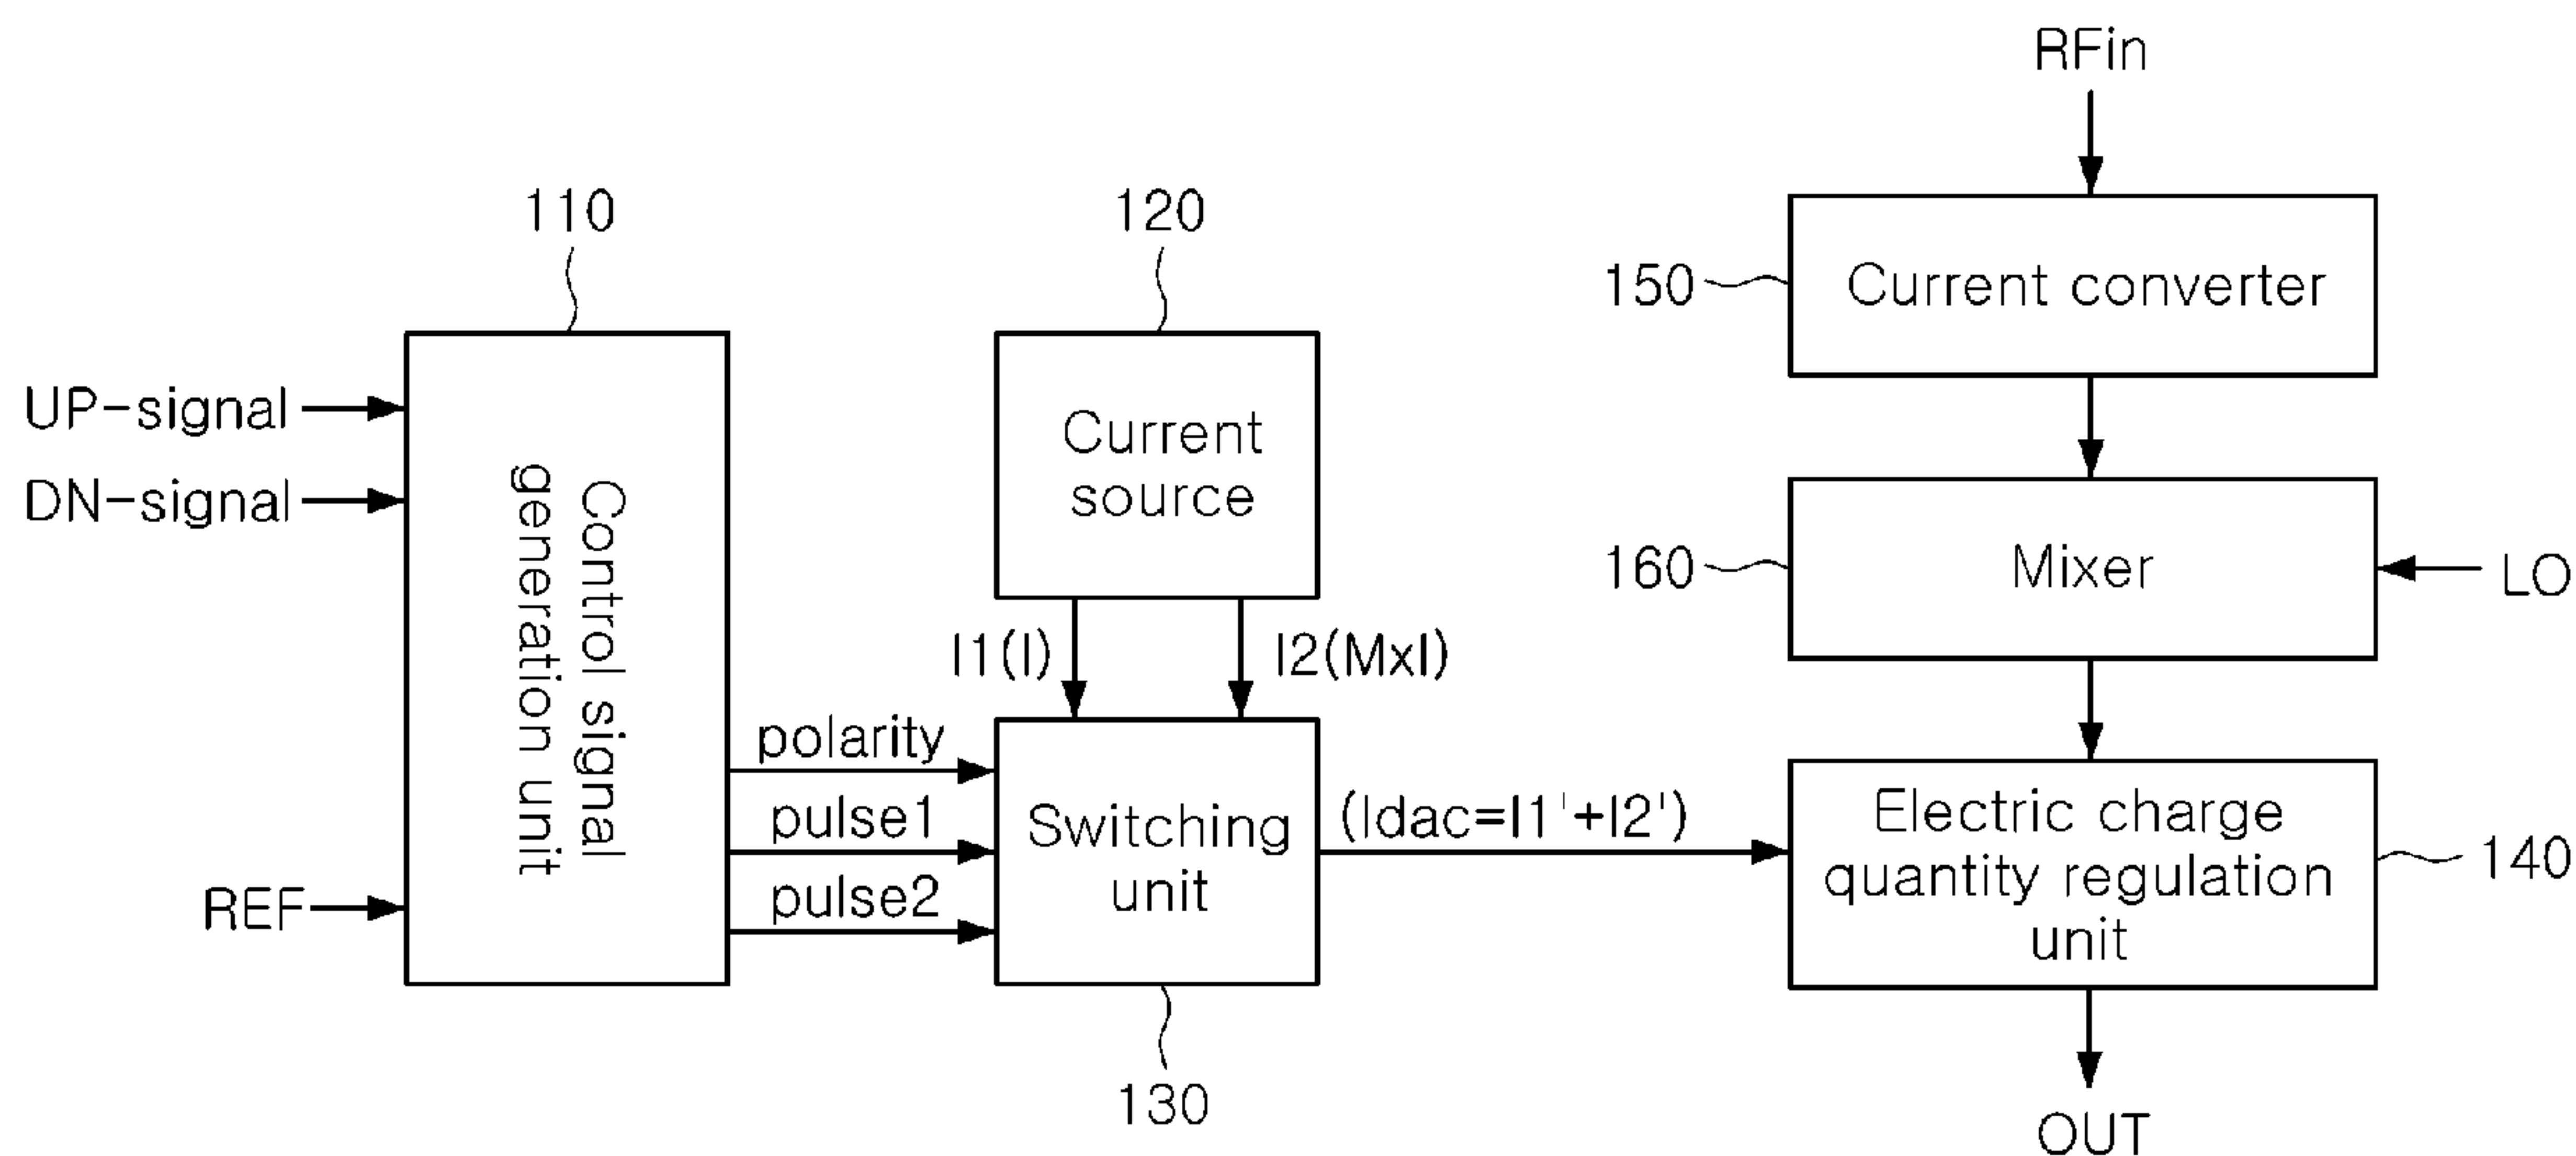 RFin
110
120
150
Current converter
UP-signal
DN-signal
Control signal
generation unit
Current
source
160
Mixer
LO
I1(I)
I2(MxI)
polarity
pulse1
pulse2
REF
Switching
unit
(Idac=I1'+I2')
Electric charge
quantity regulation
unit
140
130
OUT